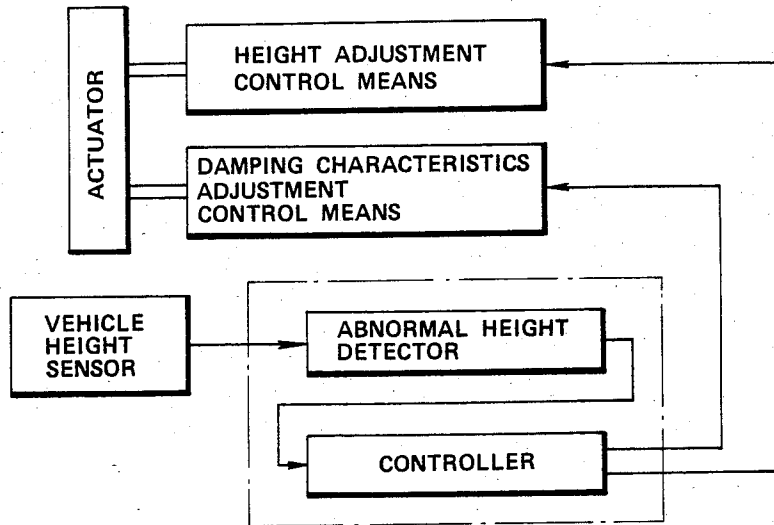 ACTUATOR
HEIGHT ADJUSTMENT
CONTROL MEANS
DAMPING CHARACTERISTICS
ADJUSTMENT
CONTROL MEANS
VEHICLE
HEIGHT
SENSOR
ABNORMAL HEIGHT
DETECTOR
CONTROLLER